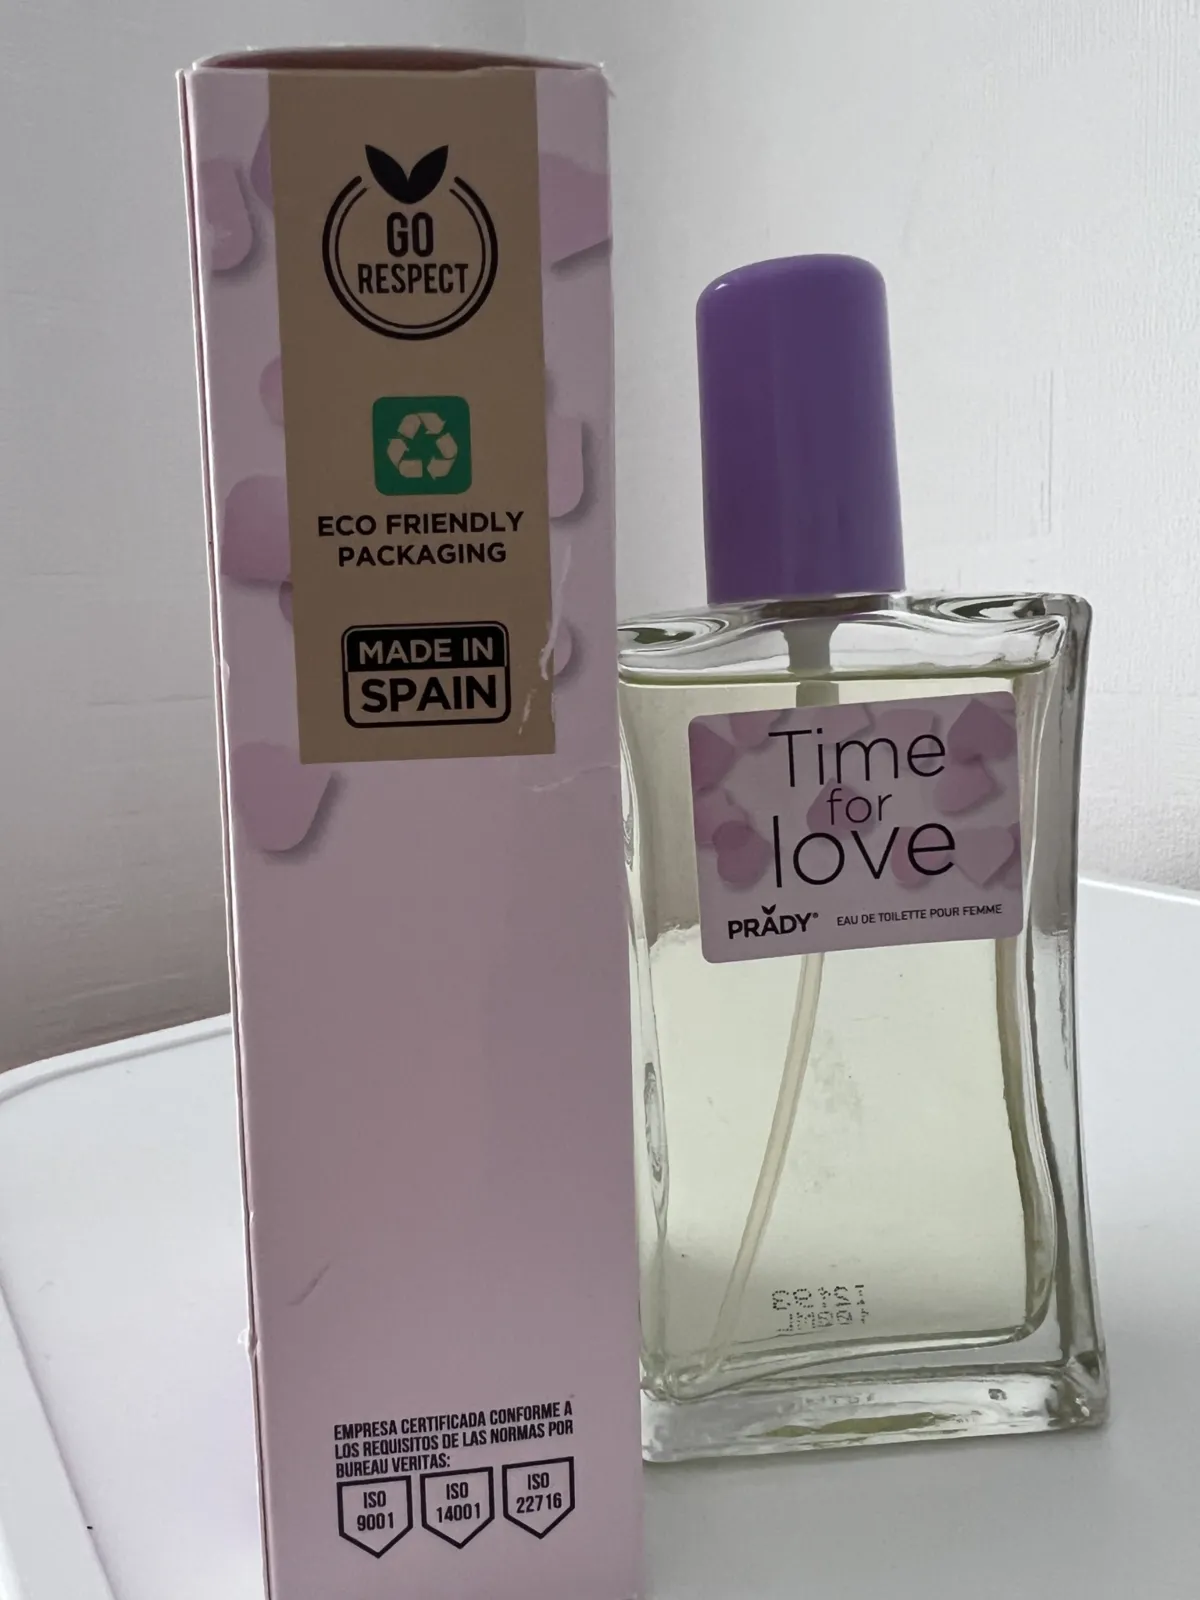 GO
RESPECT
ECO FRIENDLY
PACKAGING
MADE IN
SPAIN
EMPRESA CERTIFICADA CONFORME A
LOS REQUISITOS DE LAS NORMAS POR
BUREAU VERITAS:
ISO
9001
ISO
14001
ISO
22716
Time
for
love
PRADY® EAU DE TOILETTE POUR FEMME